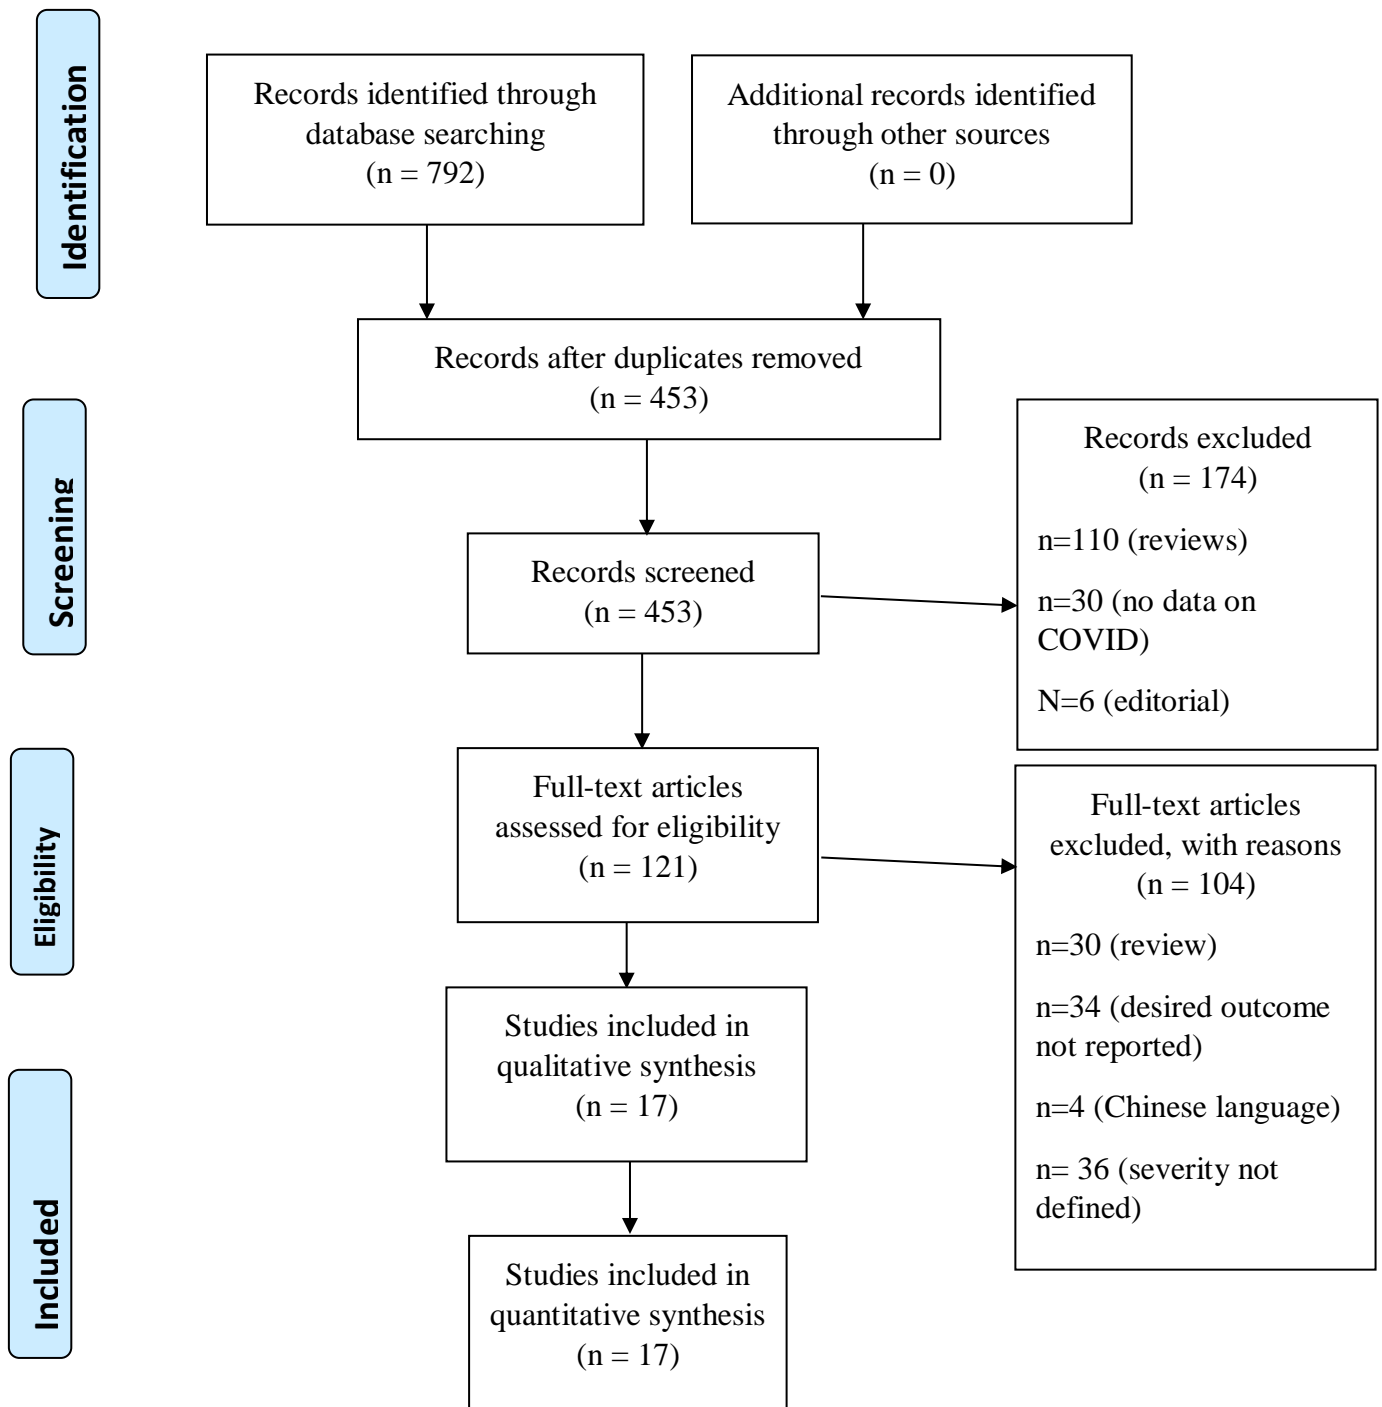 Identification
Records identified through
database searching
(n = 792)
Additional records identified
through other sources
(n = 0)
Records after duplicates removed
(n = 453)
Screening
Records screened
(n = 453)
Records excluded
(n = 174)
n=110 (reviews)
n=30 (no data on
COVID)
N=6 (editorial)
Eligibility
Full-text articles
assessed for eligibility
(n = 121)
Full-text articles
excluded, with reasons
(n = 104)
n=30 (review)
n=34 (desired outcome
not reported)
n=4 (Chinese language)
n= 36 (severity not
defined)
Studies included in
qualitative synthesis
(n = 17)
Included
Studies included in
quantitative synthesis
(n = 17)